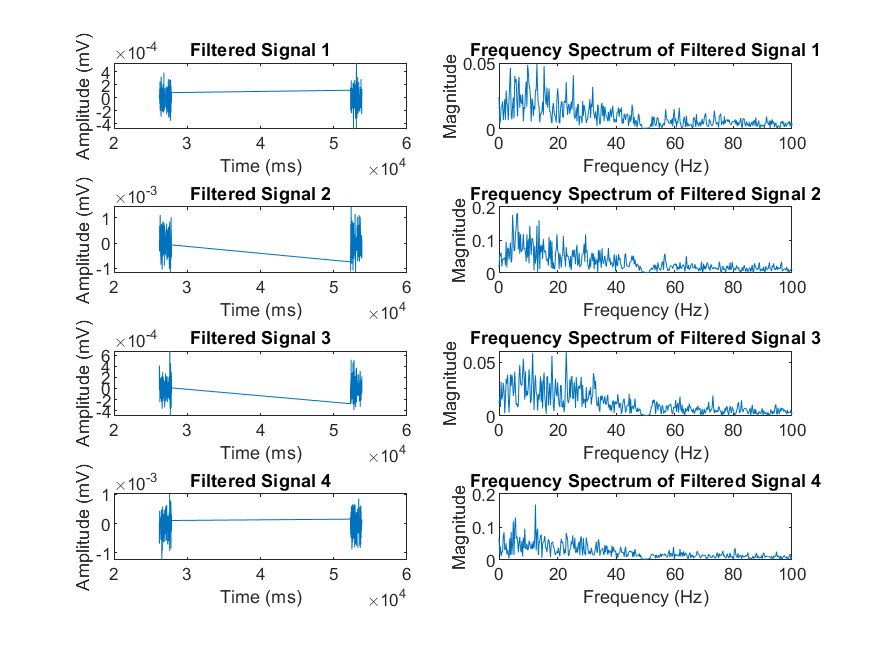 ×10⁻⁴
Filtered Signal 1
Amplitude (mV)
4
2
0
-2
-4
2 3 4 5 6
Time (ms)
×10⁴
Frequency Spectrum of Filtered Signal 1
Magnitude
0.05
0
0 20 40 60 80 100
Frequency (Hz)
×10⁻³
Filtered Signal 2
Amplitude (mV)
1
0
-1
2 3 4 5 6
Time (ms)
×10⁴
Frequency Spectrum of Filtered Signal 2
Magnitude
0.2
0.1
0
0 20 40 60 80 100
Frequency (Hz)
×10⁻⁴
Filtered Signal 3
Amplitude (mV)
6
4
2
0
-2
-4
2 3 4 5 6
Time (ms)
×10⁴
Frequency Spectrum of Filtered Signal 3
Magnitude
0.05
0
0 20 40 60 80 100
Frequency (Hz)
×10⁻³
Filtered Signal 4
Amplitude (mV)
1
0
-1
2 3 4 5 6
Time (ms)
×10⁴
Frequency Spectrum of Filtered Signal 4
Magnitude
0.2
0.1
0
0 20 40 60 80 100
Frequency (Hz)